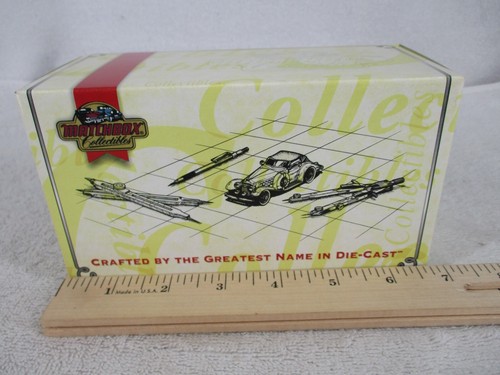 Collec
Collectibles
MATCHBOX
Collectibles
CRAFTED BY THE GREATEST NAME IN DIE-CAST™
1 2 3 4 5 6 7
Made in U.S.A.